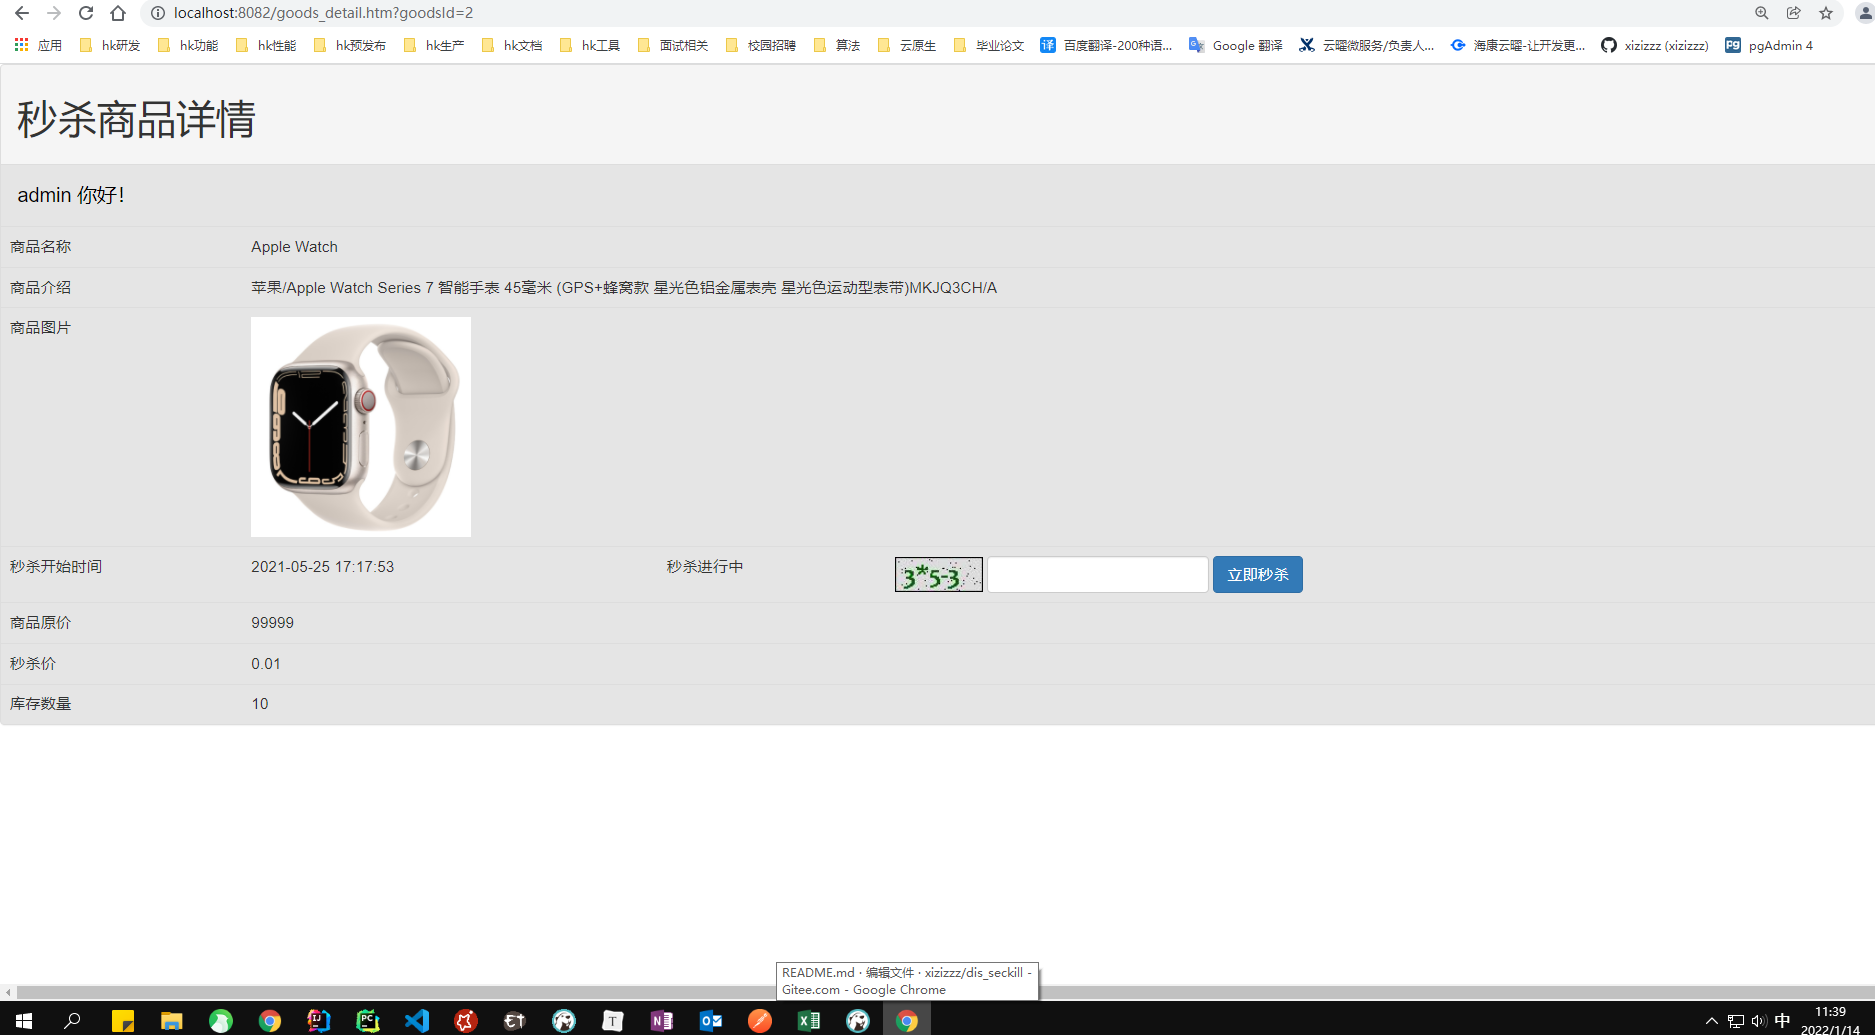 localhost:8082/goods_detail.htm?goodsId=2
应用 hk研发 hk功能 hk性能 hk预发布 hk生产 hk文档 hk工具 面试相关 校园招聘 算法 云原生 毕业论文 译 百度翻译-200种语... Google 翻译 云曜微服务/负责人... 海康云曜-让开发更... xizizzz (xizizzz) pgAdmin 4
秒杀商品详情
admin 你好!
商品名称 Apple Watch
商品介绍 苹果/Apple Watch Series 7 智能手表 45毫米 (GPS+蜂窝款 星光色铝金属表壳 星光色运动型表带)MKJQ3CH/A
商品图片
秒杀开始时间 2021-05-25 17:17:53 秒杀进行中 3*5-3 立即秒杀
商品原价 99999
秒杀价 0.01
库存数量 10
README.md · 编辑文件 · xizizzz/dis_seckill -
Gitee.com - Google Chrome
中 11:39
2022/1/14